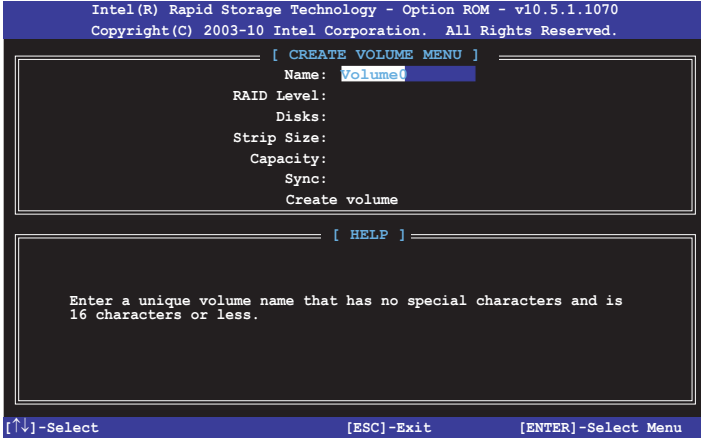 Intel(R) Rapid Storage Technology - Option ROM - v10.5.1.1070
Copyright(C) 2003-10 Intel Corporation. All Rights Reserved.
[ CREATE VOLUME MENU ]
Name: Volume0
RAID Level:
Disks:
Strip Size:
Capacity:
Sync:
Create volume
[ HELP ]
Enter a unique volume name that has no special characters and is
16 characters or less.
[↑↓]-Select [ESC]-Exit [ENTER]-Select Menu